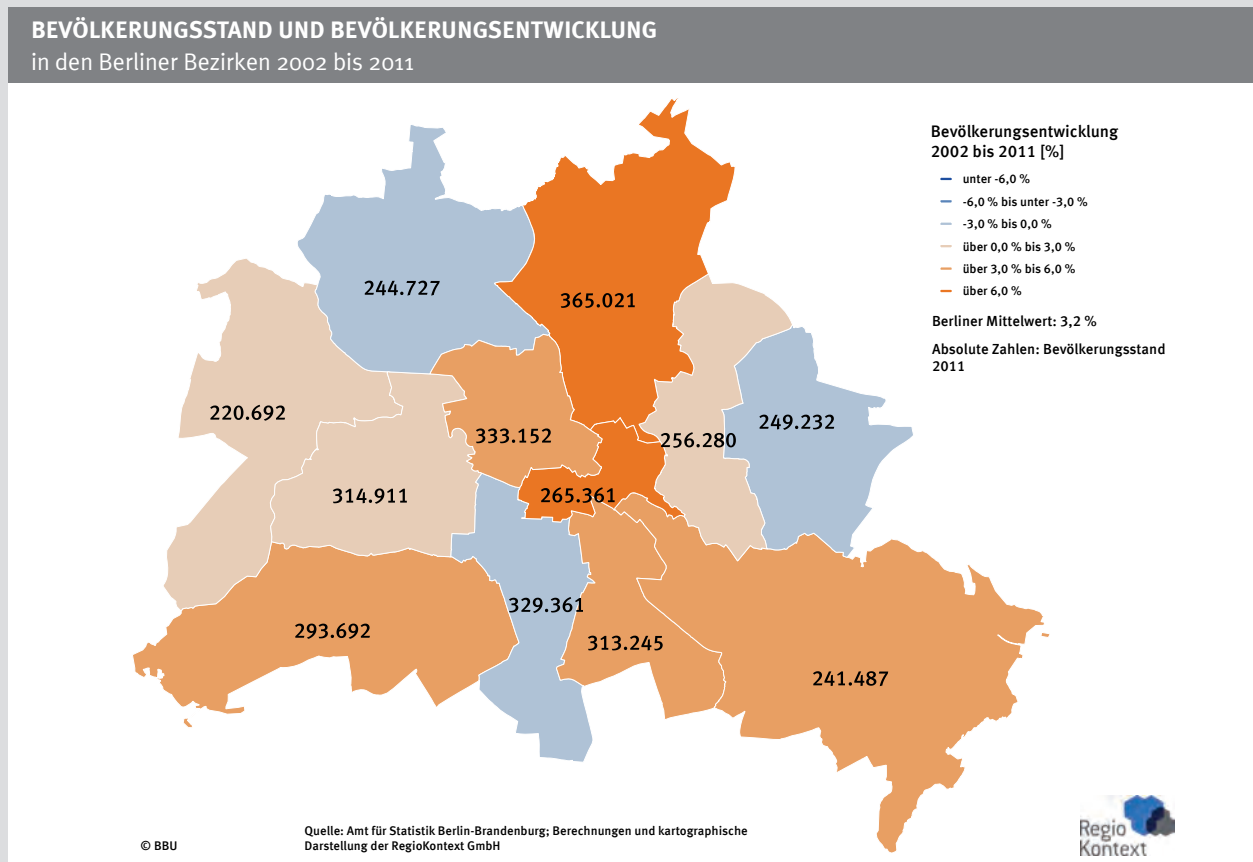 BEVÖLKERUNGSSTAND UND BEVÖLKERUNGSENTWICKLUNG
in den Berliner Bezirken 2002 bis 2011
Bevölkerungsentwicklung
2002 bis 2011 [%]
unter -6,0 %
-6,0 % bis unter -3,0 %
-3,0 % bis 0,0 %
über 0,0 % bis 3,0 %
über 3,0 % bis 6,0 %
über 6,0 %
Berliner Mittelwert: 3,2 %
Absolute Zahlen: Bevölkerungsstand
2011
244.727
365.021
220.692
333.152
256.280
249.232
314.911
265.361
329.361
293.692
313.245
241.487
© BBU
Quelle: Amt für Statistik Berlin-Brandenburg; Berechnungen und kartographische
Darstellung der RegioKontext GmbH
Regio
Kontext